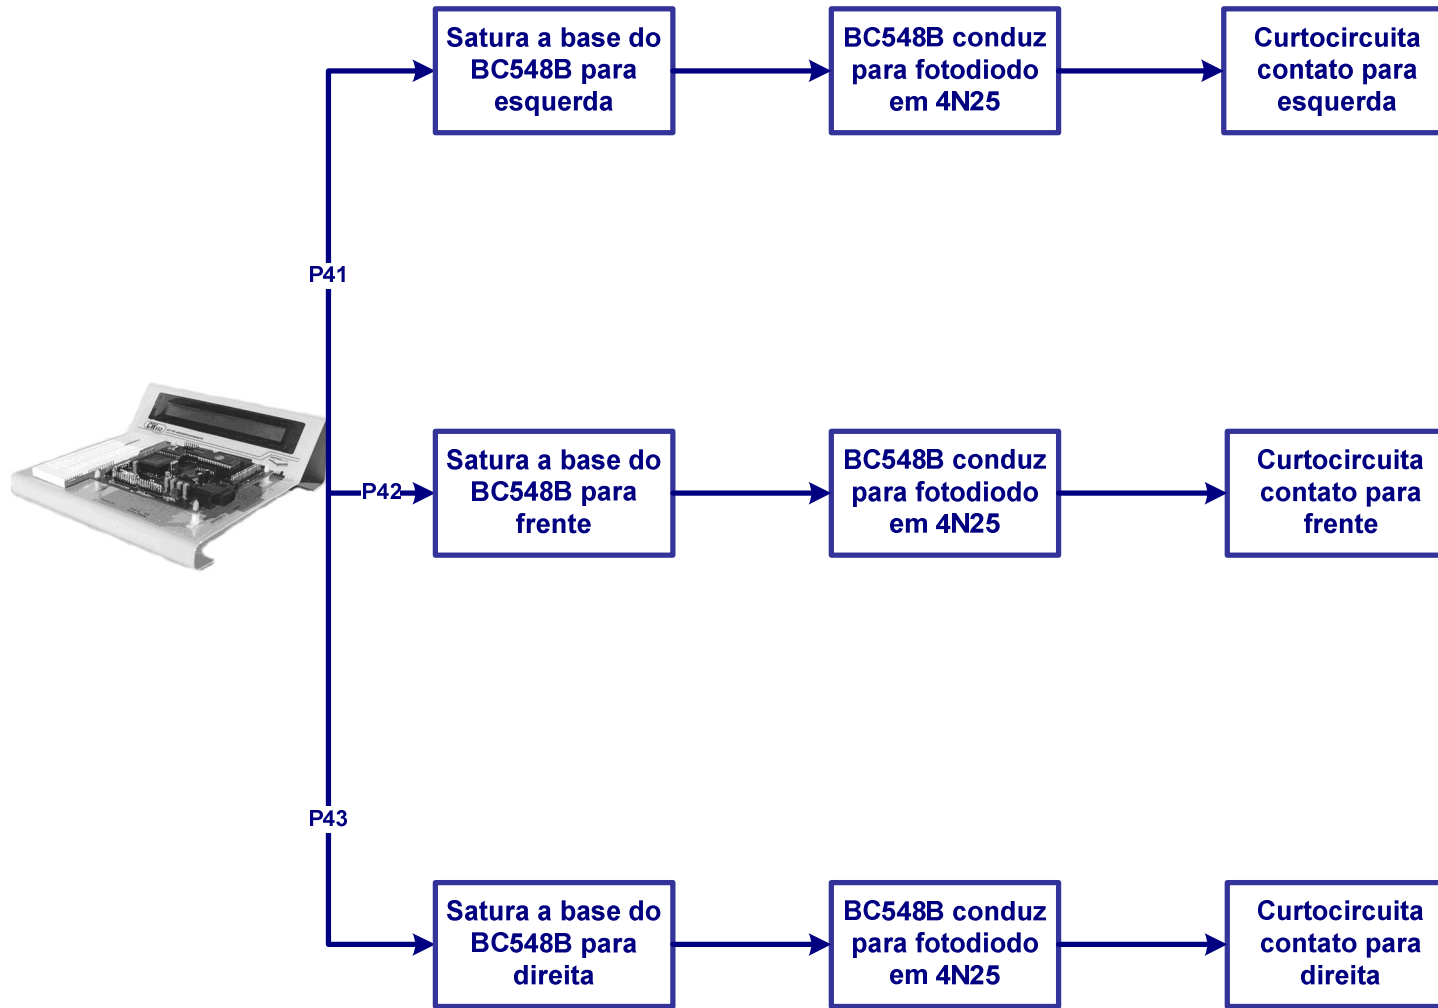 Satura a base do
BC548B para
esquerda
BC548B conduz
para fotodiodo
em 4N25
Curtocircuita
contato para
esquerda
P41
P42
Satura a base do
BC548B para
frente
BC548B conduz
para fotodiodo
em 4N25
Curtocircuita
contato para
frente
P43
Satura a base do
BC548B para
direita
BC548B conduz
para fotodiodo
em 4N25
Curtocircuita
contato para
direita